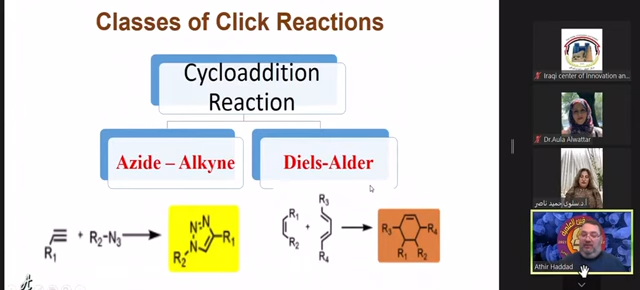 Classes of Click Reactions
Cycloaddition
Reaction
Azide – Alkyne
Diels-Alder
R1
+ R2-N3
N
N
N
R2
R1
R1
R2
+
R3
R4
R3
R4
R1
R2
Iraqi center of Innovation an...
Dr.Aula Alwattar
أ.د.سلوى حميد ناصر
Athir Haddad